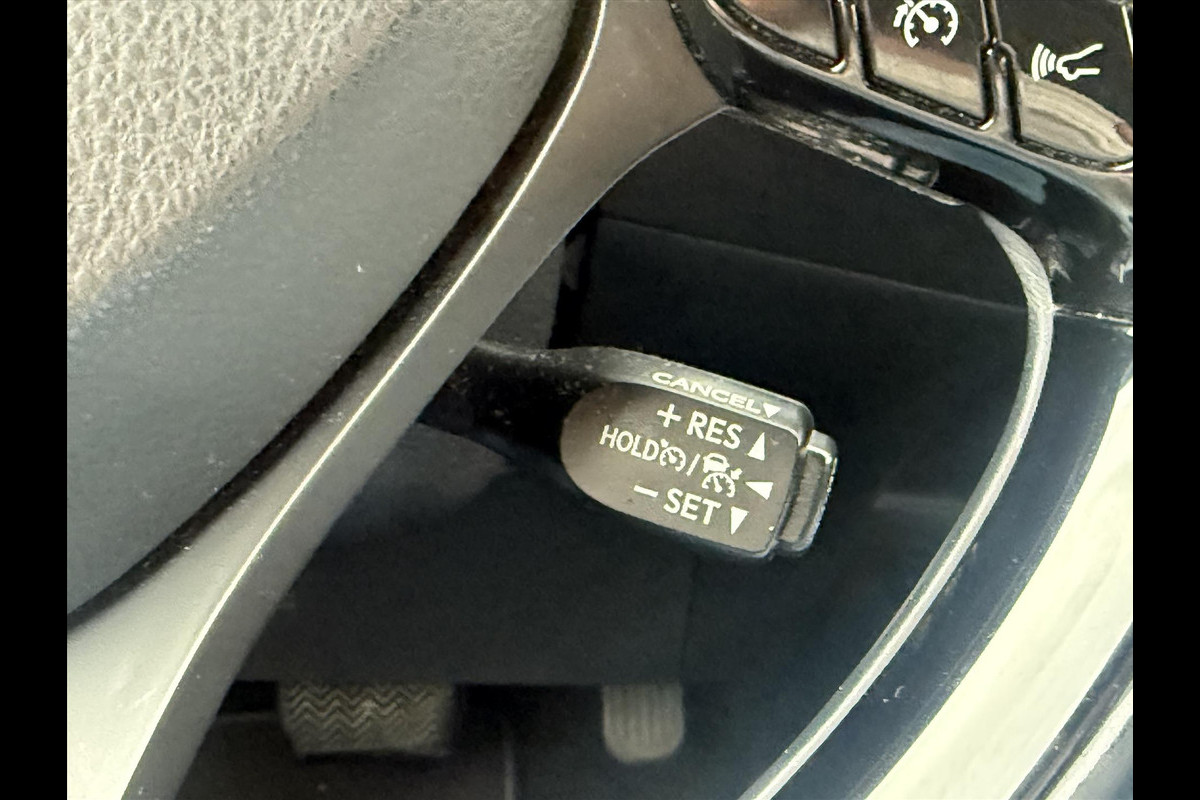 CANCEL▼
+ RES ▲
HOLD / ◀
− SET ▼